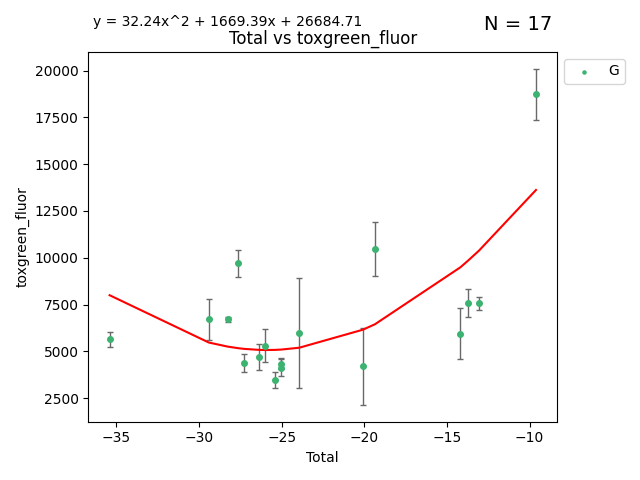 y = 32.24x^2 + 1669.39x + 26684.71
N = 17
Total vs toxgreen_fluor
G
20000
17500
15000
12500
10000
7500
5000
2500
toxgreen_fluor
−35
−30
−25
−20
−15
−10
Total